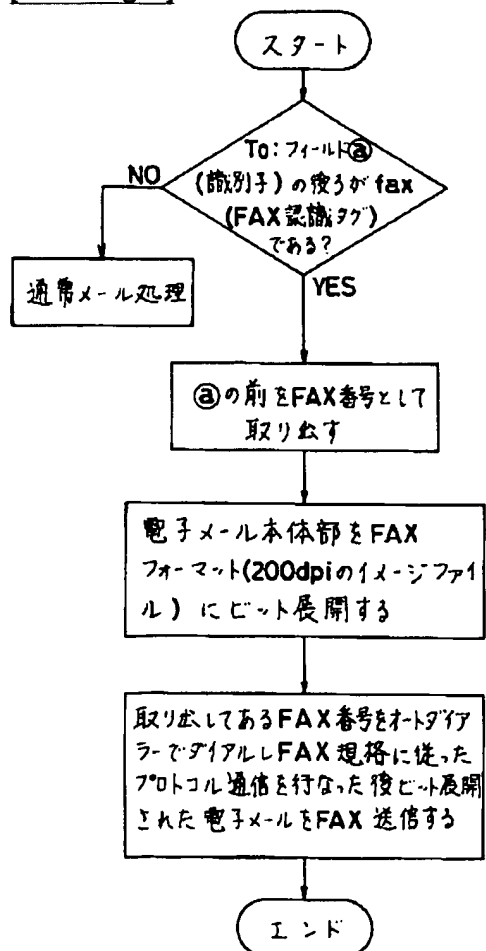 スタート
To:フィールドⓐ
(識別子)の後ろがfax
(FAX認識タグ)
である?
NO
YES
通常メール処理
ⓐの前をFAX番号として
取り出す
電子メール本体部をFAX
フォーマット(200dpiのイメージファイ
ル)にビット展開する
取り出してあるFAX番号をオートダイア
ラーでダイアルしFAX規格に従った
プロトコル通信を行なった後ビット展開
された電子メールをFAX送信する
エンド